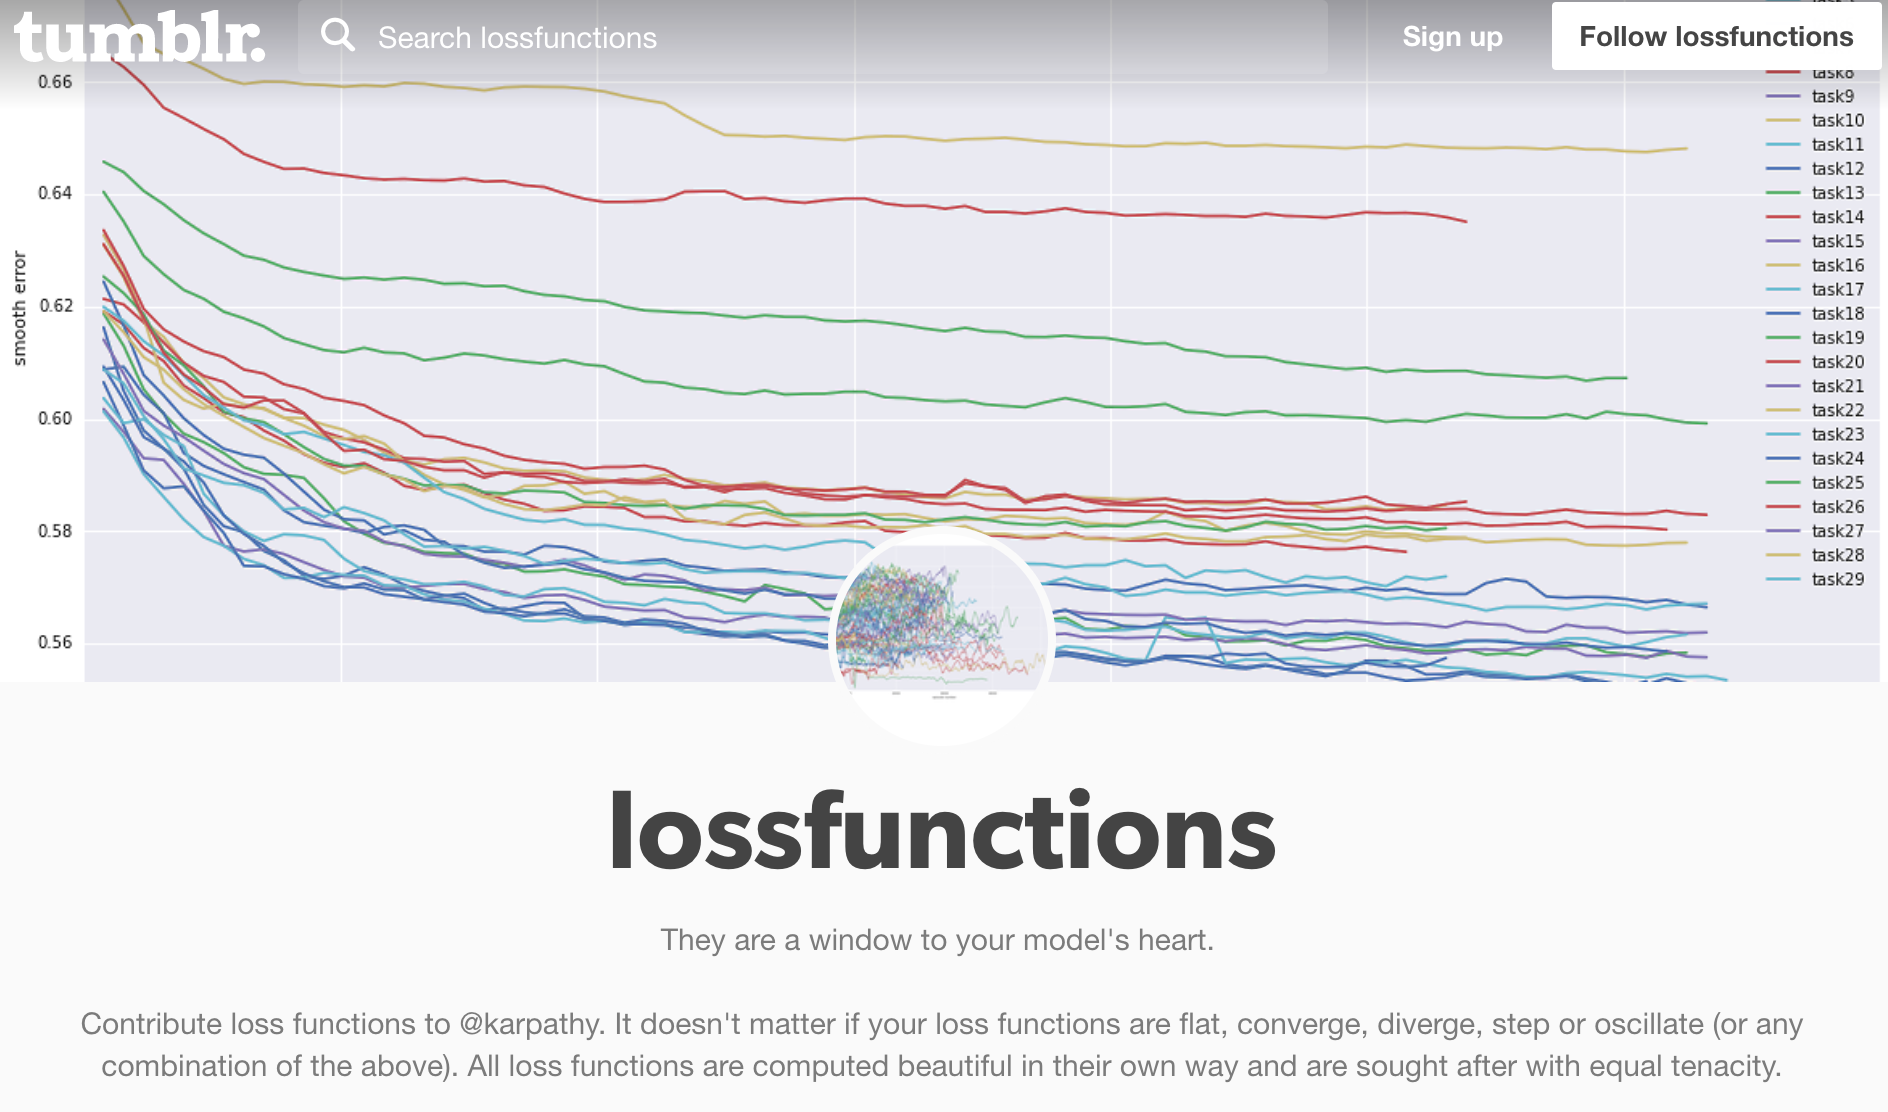 tumblr.
Search lossfunctions
Sign up
Follow lossfunctions
0.66
0.64
0.62
0.60
0.58
0.56
smooth error
task8
task9
task10
task11
task12
task13
task14
task15
task16
task17
task18
task19
task20
task21
task22
task23
task24
task25
task26
task27
task28
task29
lossfunctions
They are a window to your model's heart.
Contribute loss functions to @karpathy. It doesn't matter if your loss functions are flat, converge, diverge, step or oscillate (or any
combination of the above). All loss functions are computed beautiful in their own way and are sought after with equal tenacity.